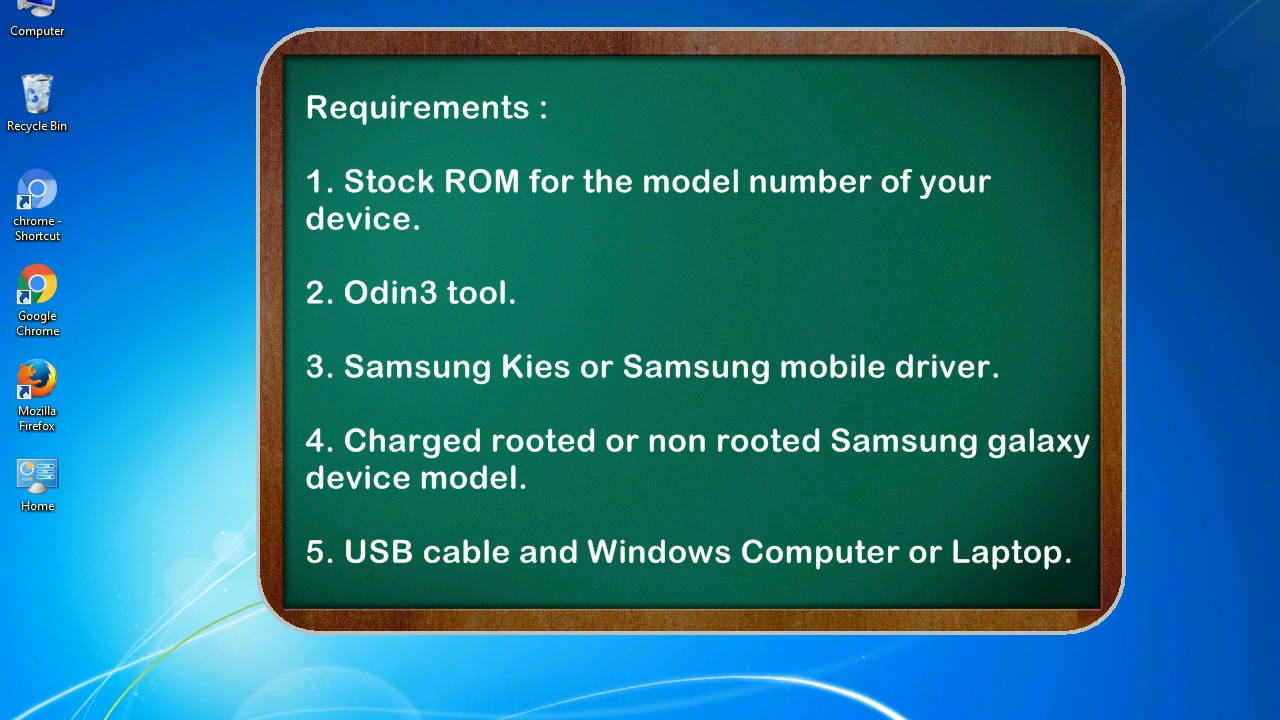 Computer
Recycle Bin
chrome -
Shortcut
Google
Chrome
Mozilla
Firefox
Home
Requirements :
1. Stock ROM for the model number of your
device.
2. Odin3 tool.
3. Samsung Kies or Samsung mobile driver.
4. Charged rooted or non rooted Samsung galaxy
device model.
5. USB cable and Windows Computer or Laptop.